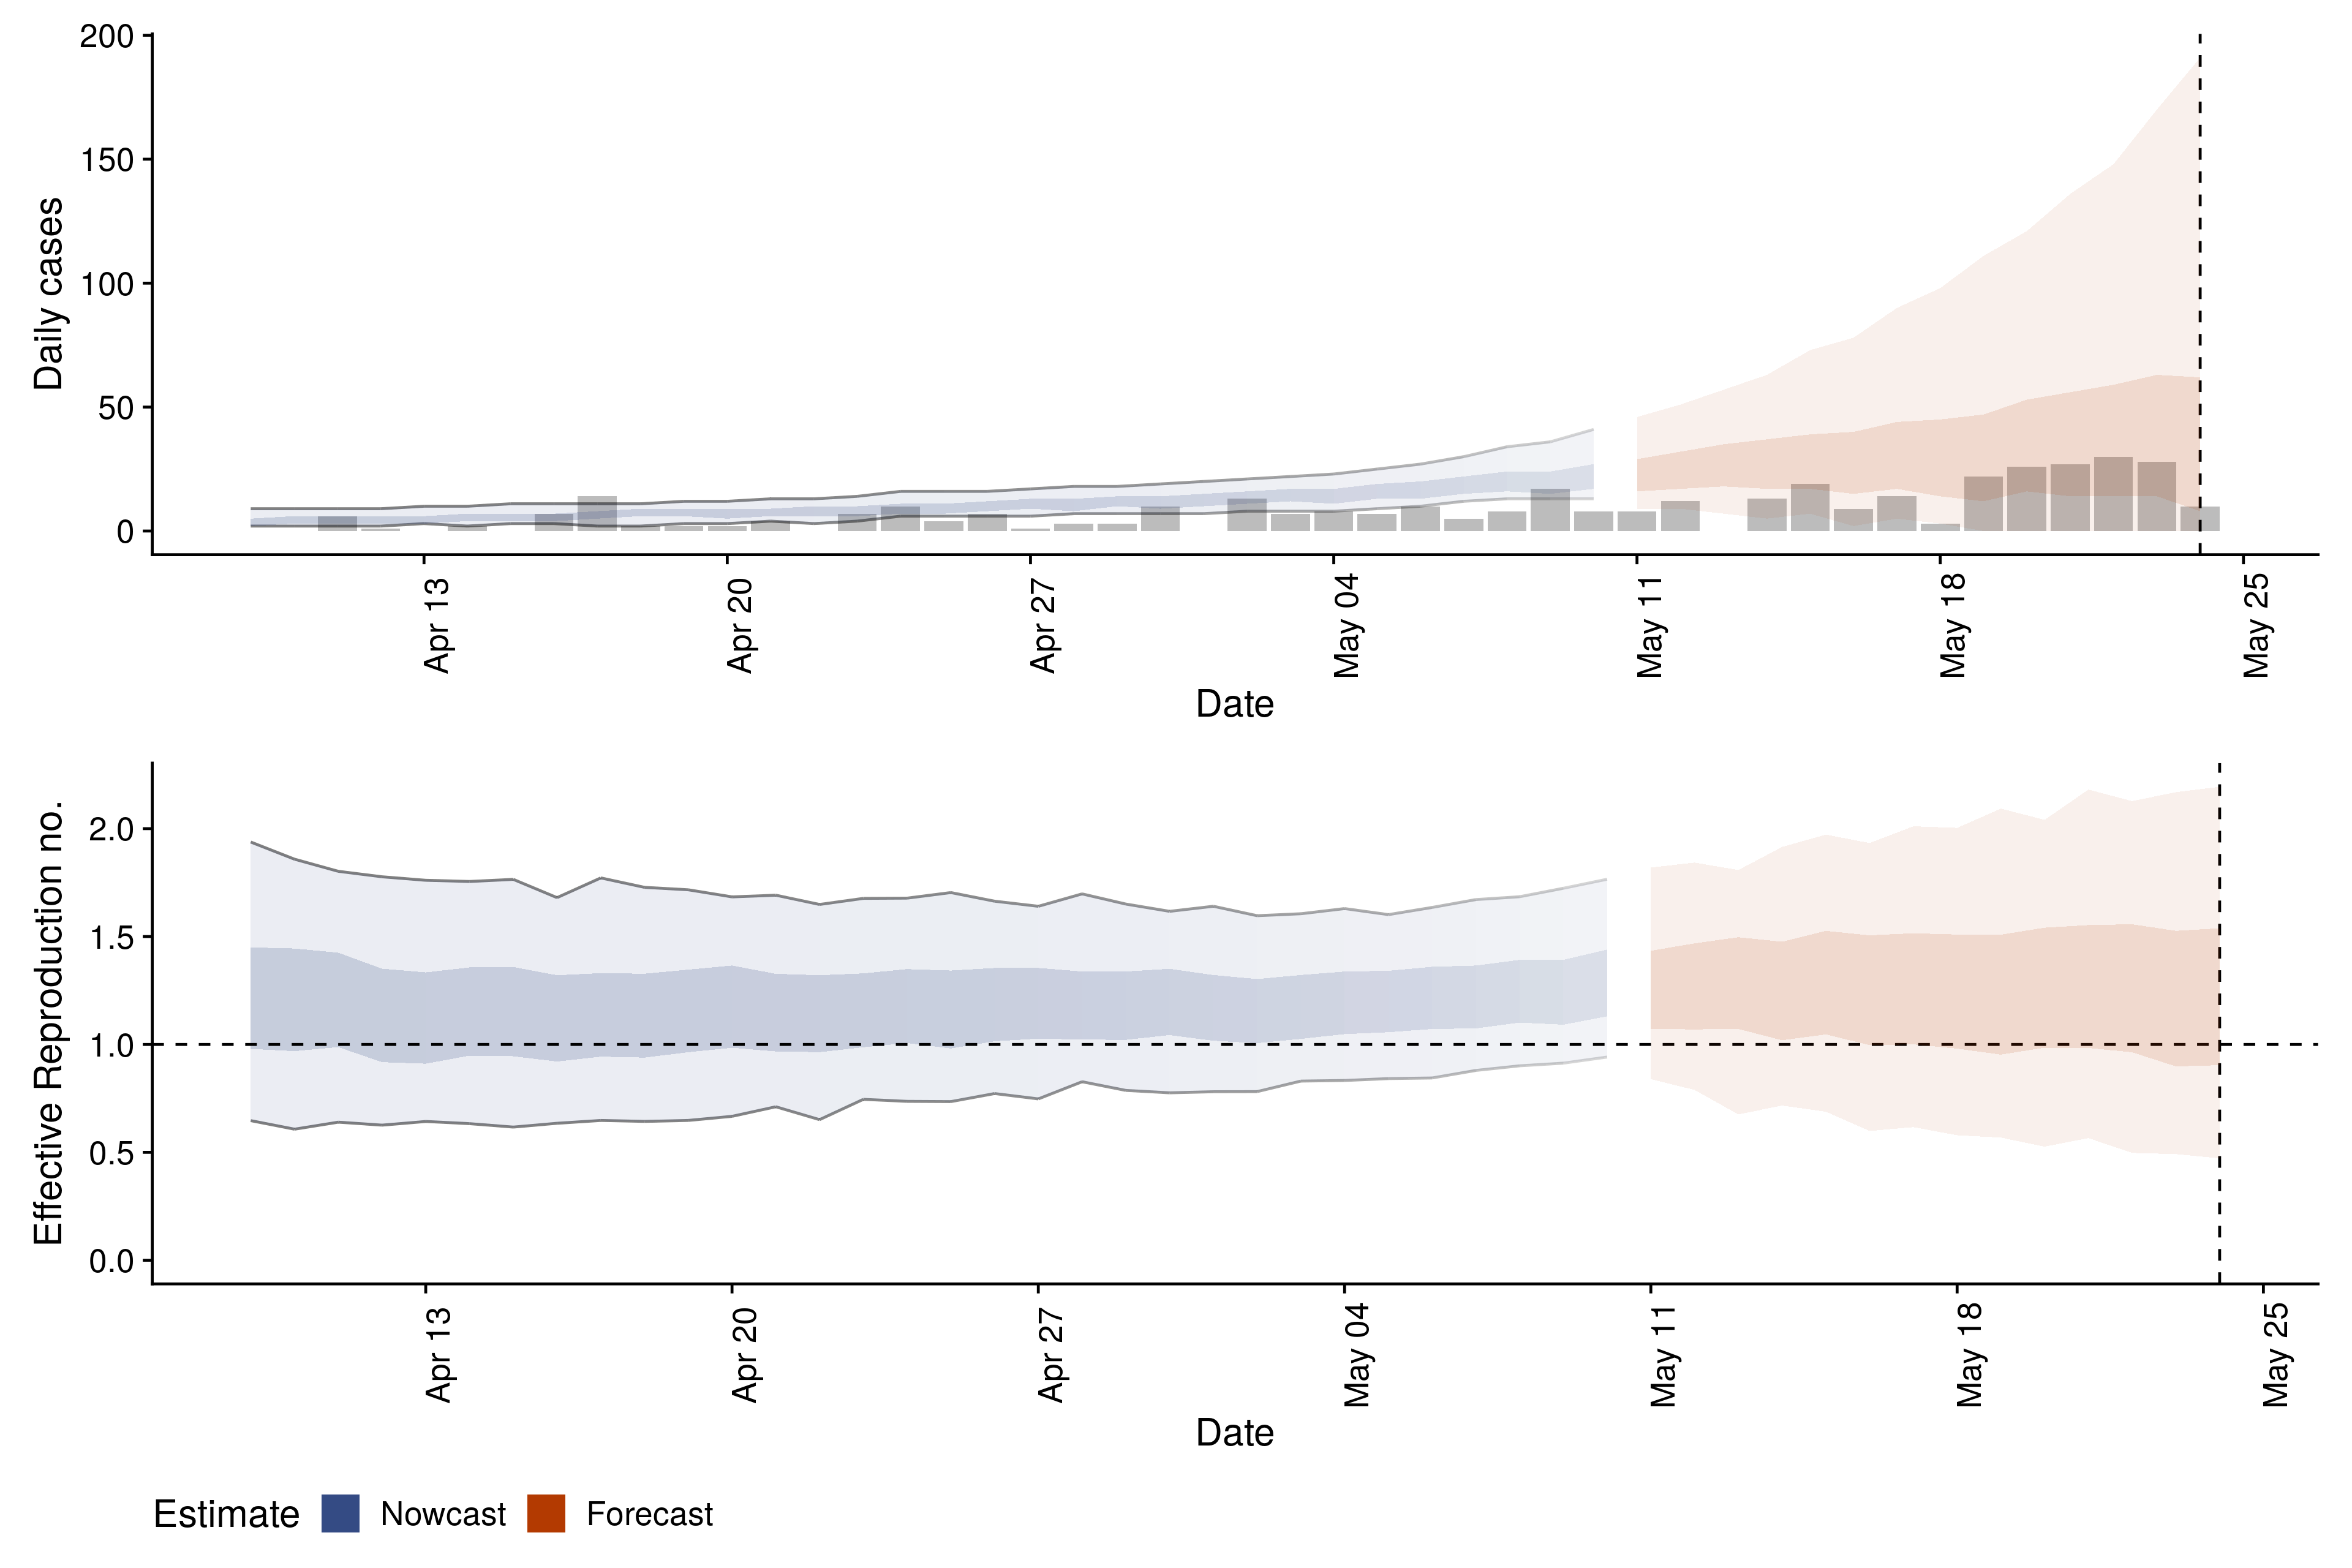 Daily cases
200
150
100
50
0
Apr 13
Apr 20
Apr 27
May 04
May 11
May 18
May 25
Date
Effective Reproduction no.
2.0
1.5
1.0
0.5
0.0
Apr 13
Apr 20
Apr 27
May 04
May 11
May 18
May 25
Date
Estimate Nowcast Forecast